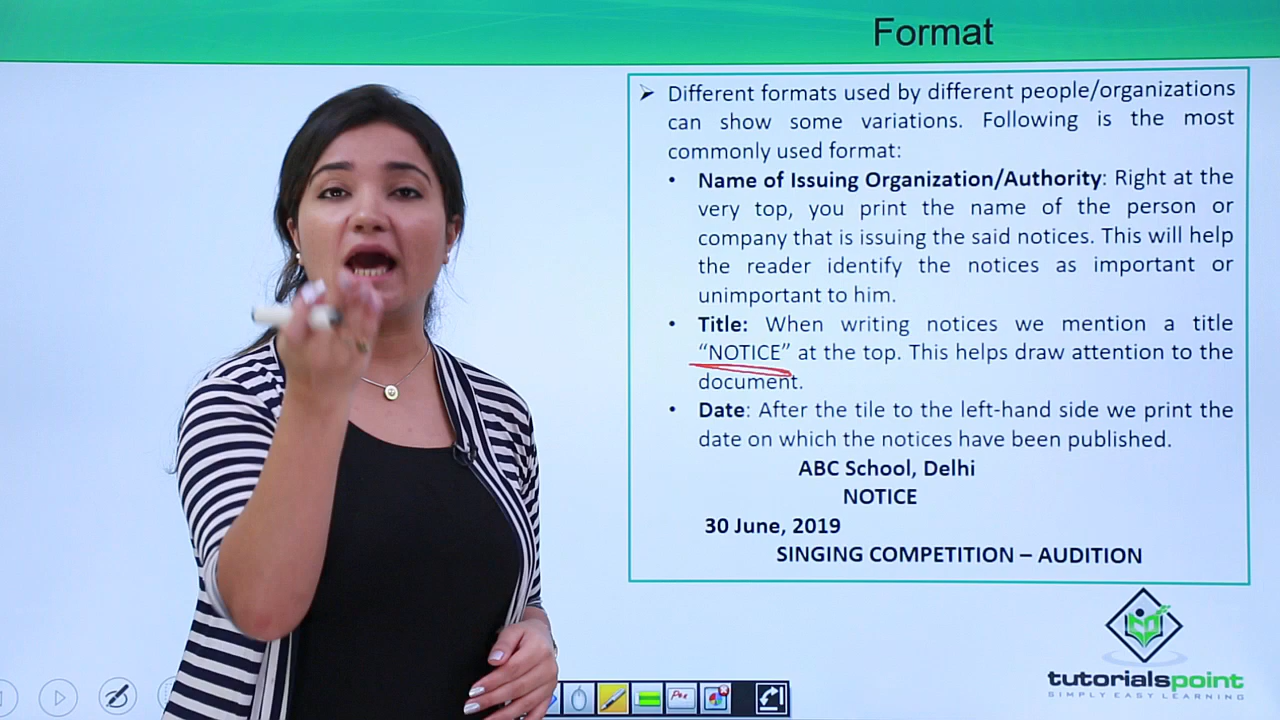 Format
Different formats used by different people/organizations
can show some variations. Following is the most
commonly used format:
• Name of Issuing Organization/Authority: Right at the
very top, you print the name of the person or
company that is issuing the said notices. This will help
the reader identify the notices as important or
unimportant to him.
• Title: When writing notices we mention a title
“NOTICE” at the top. This helps draw attention to the
document.
• Date: After the tile to the left-hand side we print the
date on which the notices have been published.
ABC School, Delhi
NOTICE
30 June, 2019
SINGING COMPETITION – AUDITION
tutorialspoint
SIMPLY EASY LEARNING
Pen